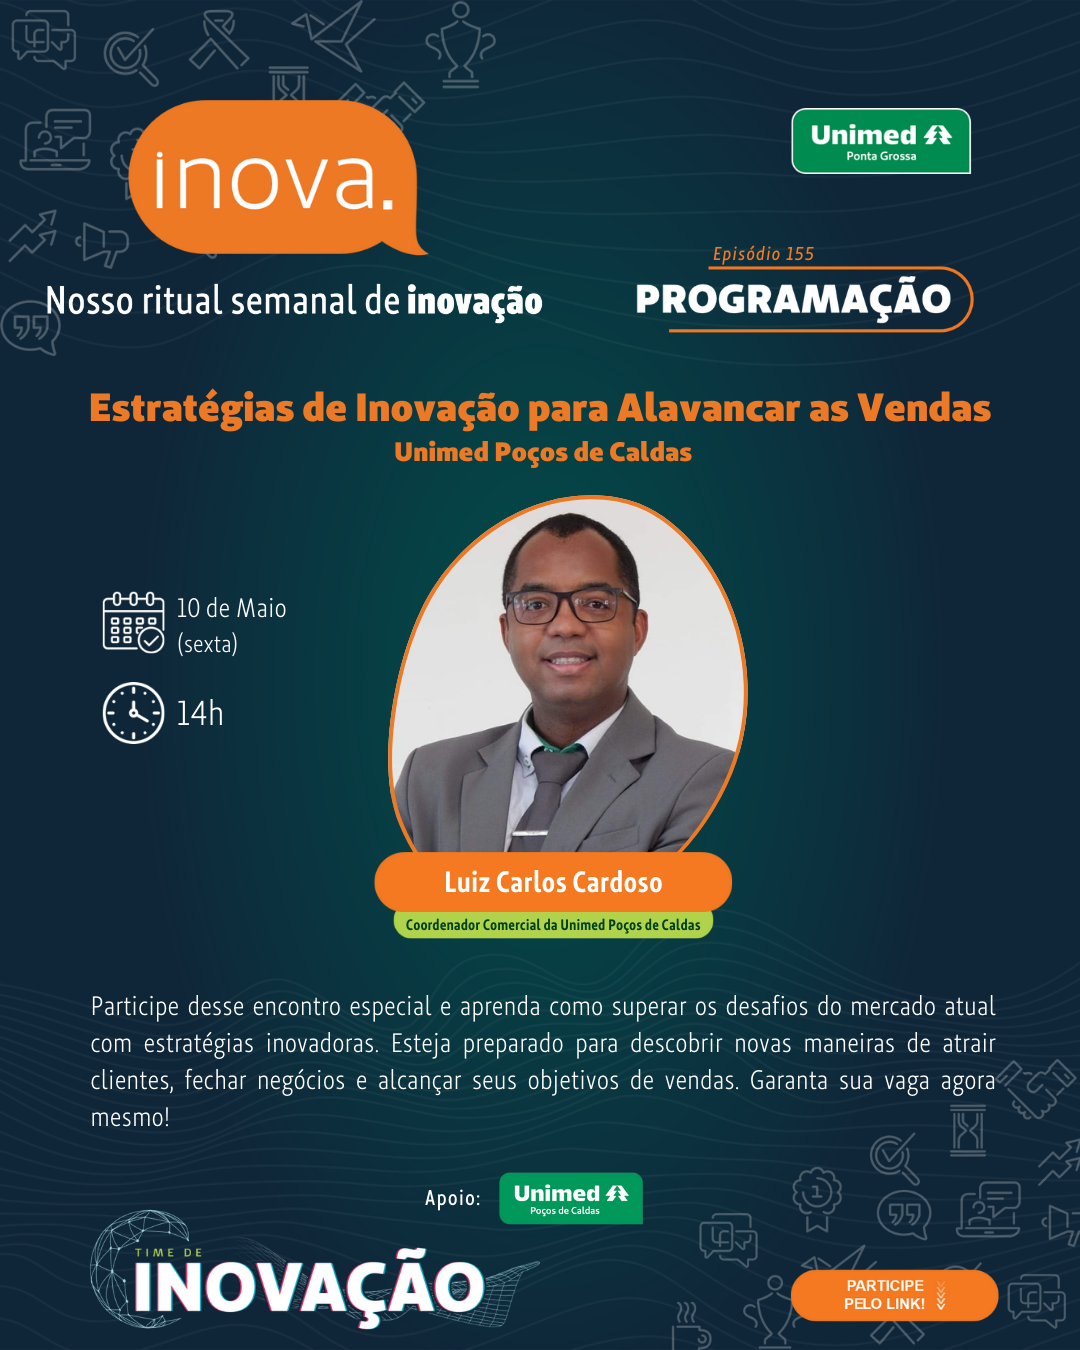 inova.
Unimed
Ponta Grossa
Nosso ritual semanal de inovação
Episódio 155
PROGRAMAÇÃO
Estratégias de Inovação para Alavancar as Vendas
Unimed Poços de Caldas
10 de Maio
(sexta)
14h
Luiz Carlos Cardoso
Coordenador Comercial da Unimed Poços de Caldas
Participe desse encontro especial e aprenda como superar os desafios do mercado atual
com estratégias inovadoras. Esteja preparado para descobrir novas maneiras de atrair
clientes, fechar negócios e alcançar seus objetivos de vendas. Garanta sua vaga agora
mesmo!
Apoio:
Unimed
Poços de Caldas
TIME DE
INOVAÇÃO
1
PARTICIPE
PELO LINK!